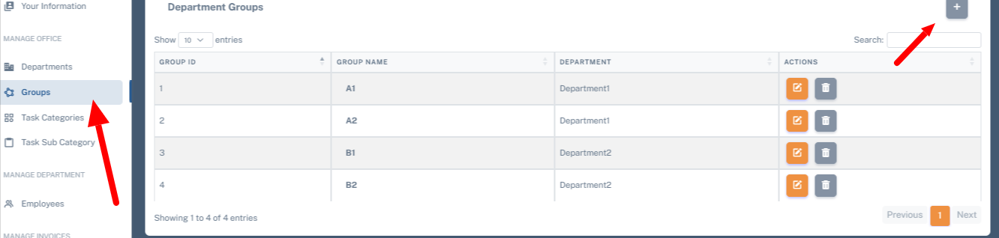 Your Information
MANAGE OFFICE
Departments
Groups
Task Categories
Task Sub Category
MANAGE DEPARTMENT
Employees
MANAGE INVOICES
Department Groups
+
Show 10 entries
Search:
GROUP ID GROUP NAME DEPARTMENT ACTIONS
1 A1 Department1
2 A2 Department1
3 B1 Department2
4 B2 Department2
Showing 1 to 4 of 4 entries
Previous 1 Next